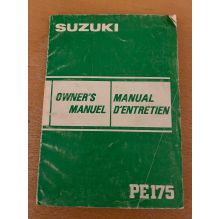 SUZUKI
OWNER'S MANUEL
MANUAL D'ENTRETIEN
PE175